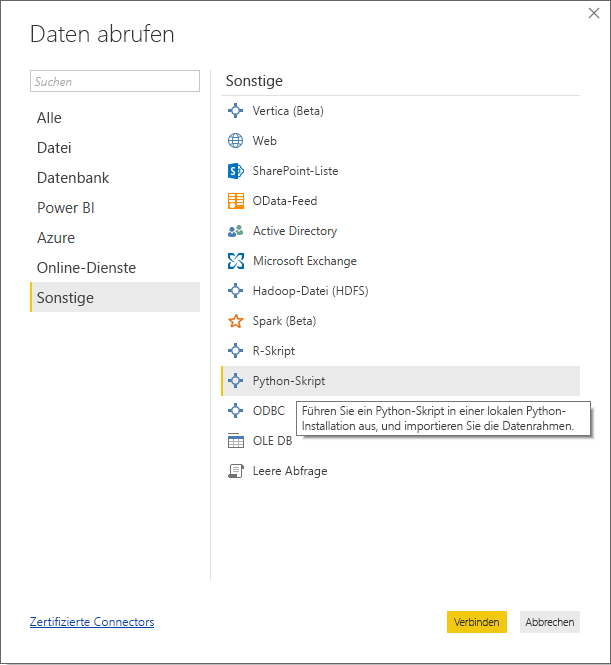 Daten abrufen
Suchen
Alle
Datei
Datenbank
Power BI
Azure
Online-Dienste
Sonstige
Sonstige
Vertica (Beta)
Web
SharePoint-Liste
OData-Feed
Active Directory
Microsoft Exchange
Hadoop-Datei (HDFS)
Spark (Beta)
R-Skript
Python-Skript
ODBC
Führen Sie ein Python-Skript in einer lokalen Python-
Installation aus, und importieren Sie die Datenrahmen.
OLE DB
Leere Abfrage
Zertifizierte Connectors
Verbinden
Abbrechen